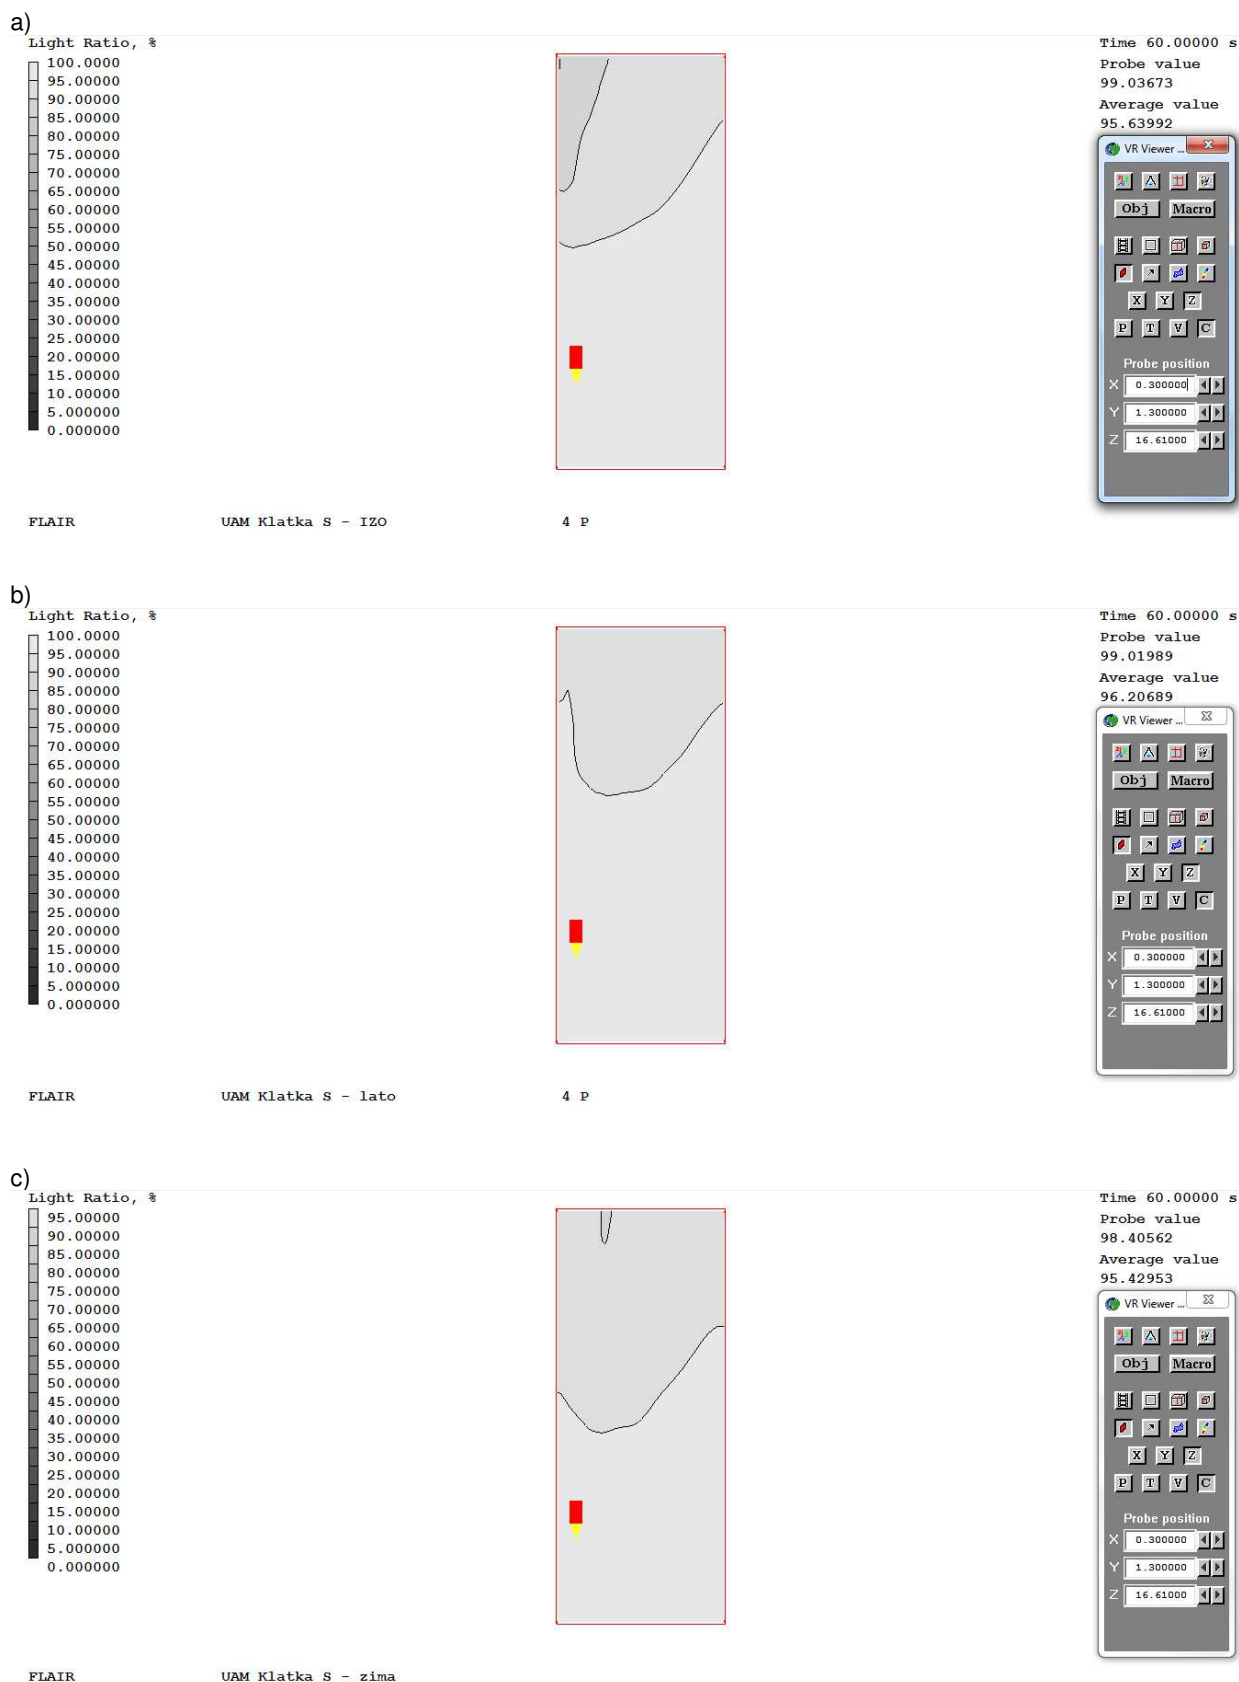 a)
Light Ratio, %
100.0000
95.00000
90.00000
85.00000
80.00000
75.00000
70.00000
65.00000
60.00000
55.00000
50.00000
45.00000
40.00000
35.00000
30.00000
25.00000
20.00000
15.00000
10.00000
5.000000
0.000000
Time 60.00000 s
Probe value
99.03673
Average value
95.63992
VR Viewer ...
Obj Macro
X Y Z
P T V C
Probe position
X 0.300000
Y 1.300000
Z 16.61000
FLAIR UAM Klatka S - IZO 4 P
b)
Light Ratio, %
100.0000
95.00000
90.00000
85.00000
80.00000
75.00000
70.00000
65.00000
60.00000
55.00000
50.00000
45.00000
40.00000
35.00000
30.00000
25.00000
20.00000
15.00000
10.00000
5.000000
0.000000
Time 60.00000 s
Probe value
99.01989
Average value
96.20689
VR Viewer ...
Obj Macro
X Y Z
P T V C
Probe position
X 0.300000
Y 1.300000
Z 16.61000
FLAIR UAM Klatka S - lato 4 P
c)
Light Ratio, %
95.00000
90.00000
85.00000
80.00000
75.00000
70.00000
65.00000
60.00000
55.00000
50.00000
45.00000
40.00000
35.00000
30.00000
25.00000
20.00000
15.00000
10.00000
5.000000
0.000000
Time 60.00000 s
Probe value
98.40562
Average value
95.42953
VR Viewer ...
Obj Macro
X Y Z
P T V C
Probe position
X 0.300000
Y 1.300000
Z 16.61000
FLAIR UAM Klatka S - zima